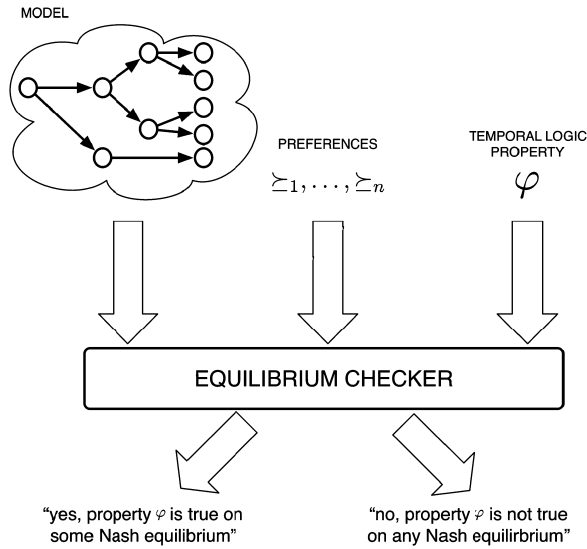 MODEL
PREFERENCES
⪰1, . . . , ⪰n
TEMPORAL LOGIC
PROPERTY
φ
EQUILIBRIUM CHECKER
“yes, property φ is true on
some Nash equilibrium”
“no, property φ is not true
on any Nash equilirbrium”